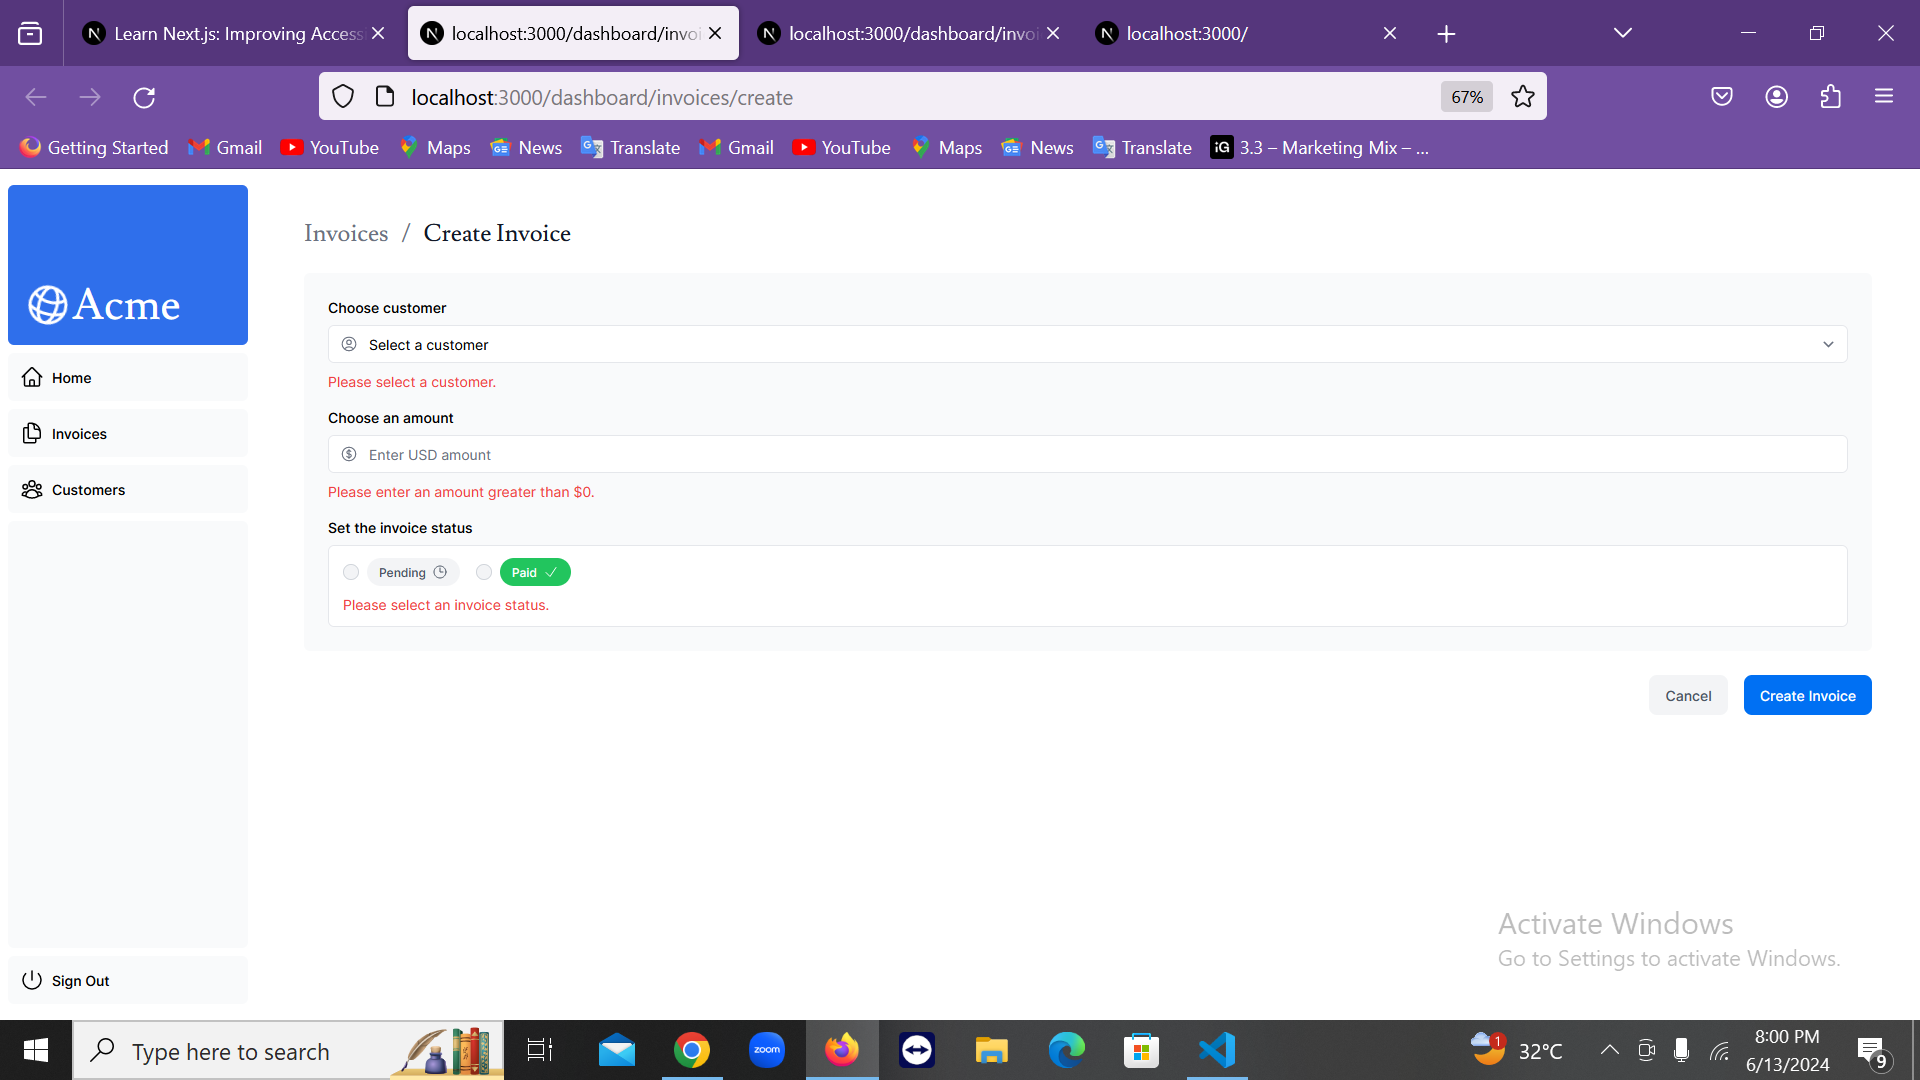 Learn Next.js: Improving Access
localhost:3000/dashboard/invoi
localhost:3000/dashboard/invoi
localhost:3000/
localhost:3000/dashboard/invoices/create
67%
Getting Started
Gmail
YouTube
Maps
News
Translate
Gmail
YouTube
Maps
News
Translate
iG
3.3 – Marketing Mix – ...
Acme
Home
Invoices
Customers
Sign Out
Invoices / Create Invoice
Choose customer
Select a customer
Please select a customer.
Choose an amount
Enter USD amount
Please enter an amount greater than $0.
Set the invoice status
Pending
Paid
Please select an invoice status.
Cancel
Create Invoice
Activate Windows
Go to Settings to activate Windows.
Type here to search
zoom
1
32°C
8:00 PM
6/13/2024
9